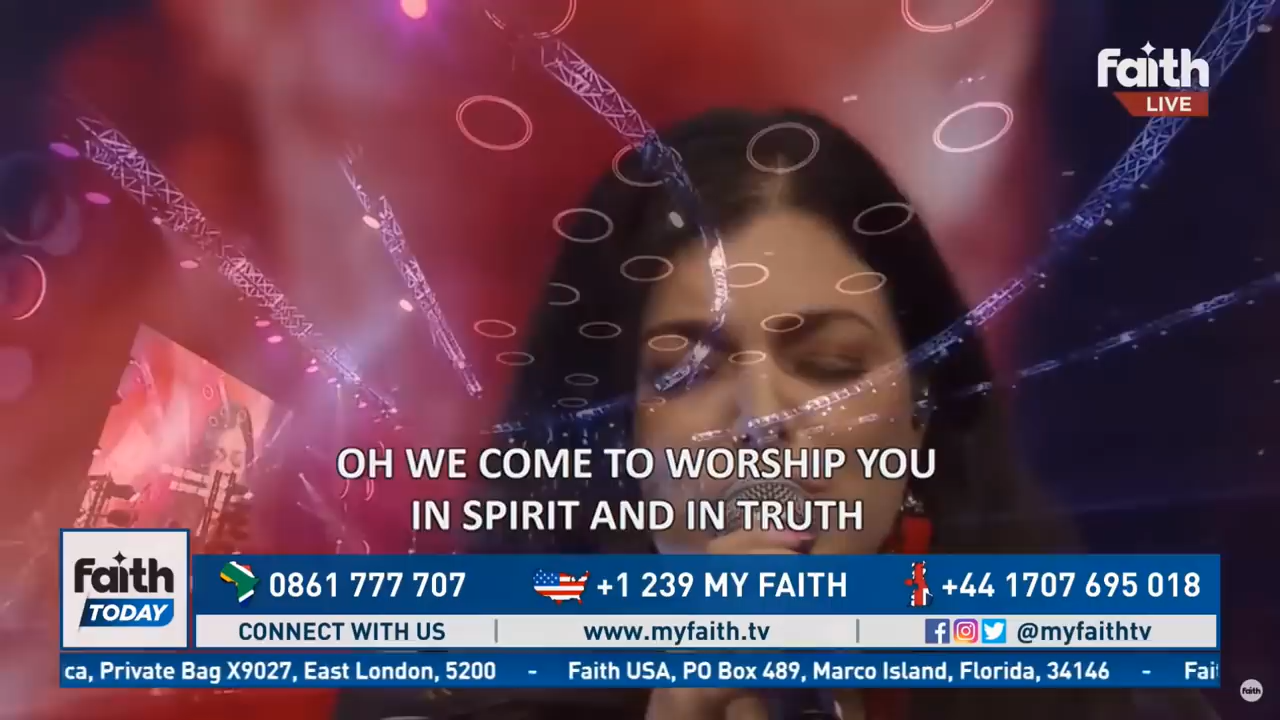 faith
LIVE
OH WE COME TO WORSHIP YOU
IN SPIRIT AND IN TRUTH
faith
TODAY
0861 777 707
+1 239 MY FAITH
+44 1707 695 018
CONNECT WITH US
www.myfaith.tv
@myfaithtv
ca, Private Bag X9027, East London, 5200 - Faith USA, PO Box 489, Marco Island, Florida, 34146 - Fai
faith